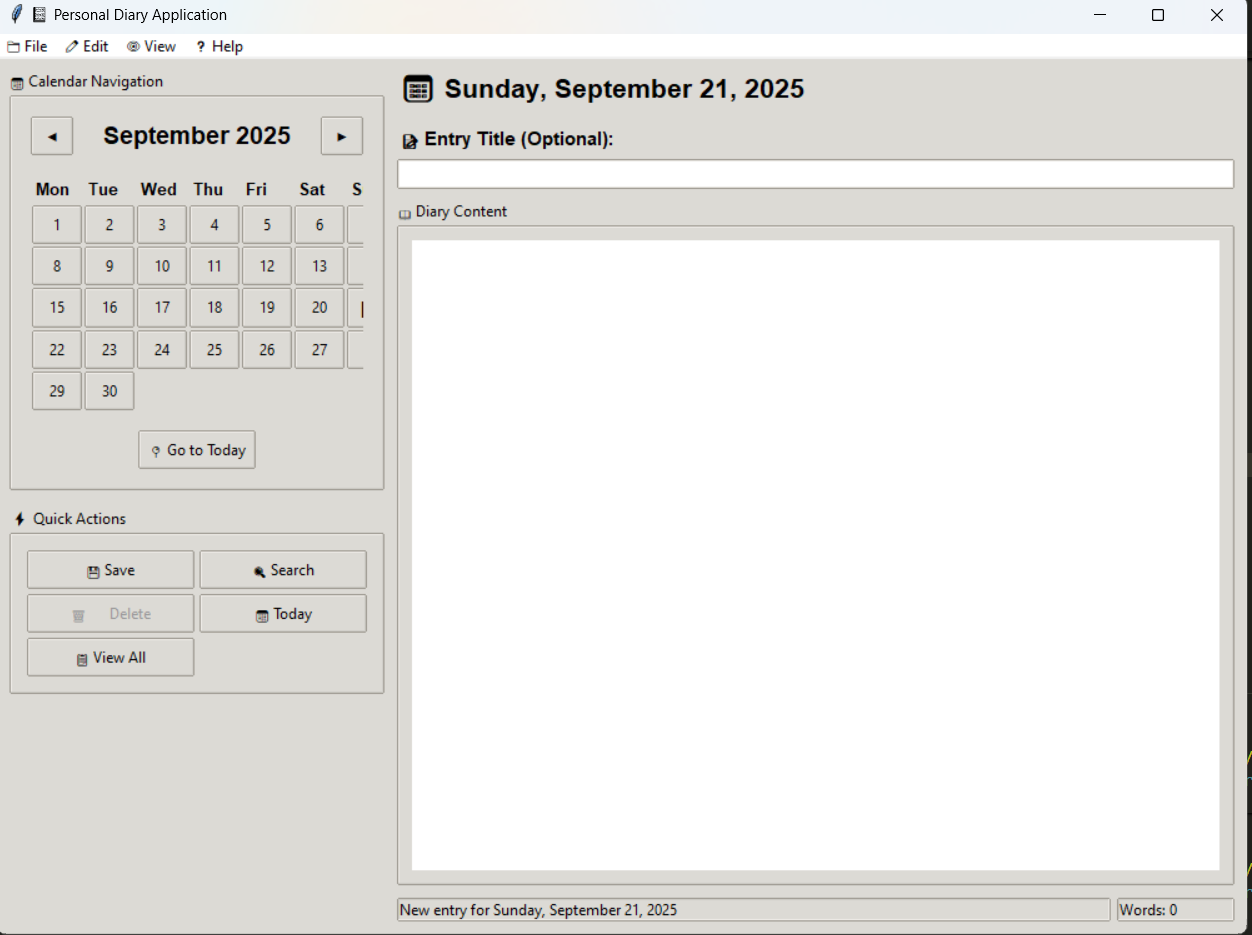 Personal Diary Application
File Edit View ? Help
Calendar Navigation
◄ September 2025 ►
Mon Tue Wed Thu Fri Sat S
1 2 3 4 5 6
8 9 10 11 12 13
15 16 17 18 19 20
22 23 24 25 26 27
29 30
Go to Today
Quick Actions
Save Search
Delete Today
View All
Sunday, September 21, 2025
Entry Title (Optional):
Diary Content
New entry for Sunday, September 21, 2025
Words: 0